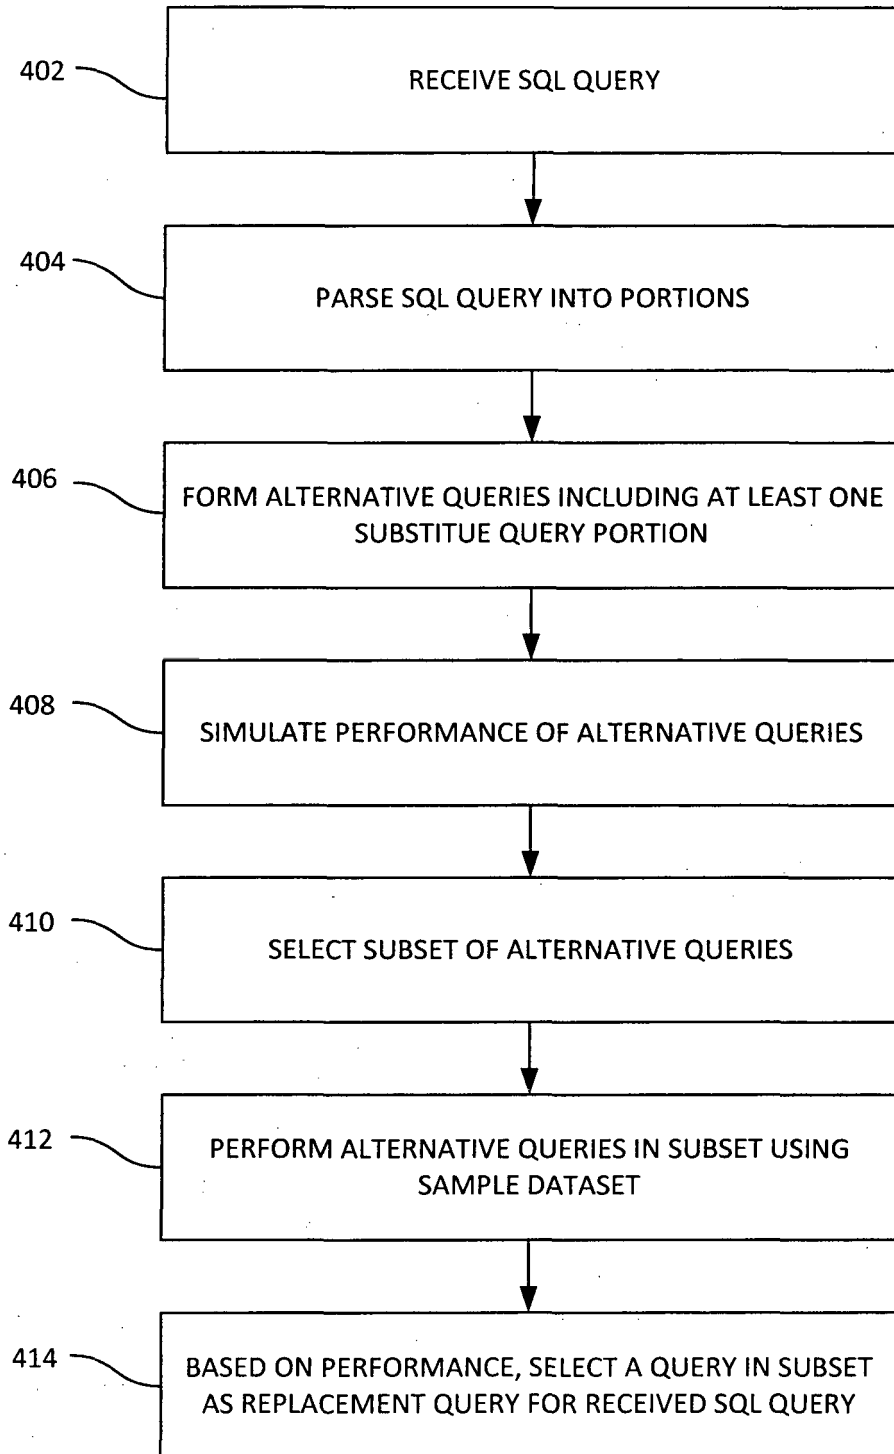 402
RECEIVE SQL QUERY
404
PARSE SQL QUERY INTO PORTIONS
406
FORM ALTERNATIVE QUERIES INCLUDING AT LEAST ONE
SUBSTITUE QUERY PORTION
408
SIMULATE PERFORMANCE OF ALTERNATIVE QUERIES
410
SELECT SUBSET OF ALTERNATIVE QUERIES
412
PERFORM ALTERNATIVE QUERIES IN SUBSET USING
SAMPLE DATASET
414
BASED ON PERFORMANCE, SELECT A QUERY IN SUBSET
AS REPLACEMENT QUERY FOR RECEIVED SQL QUERY